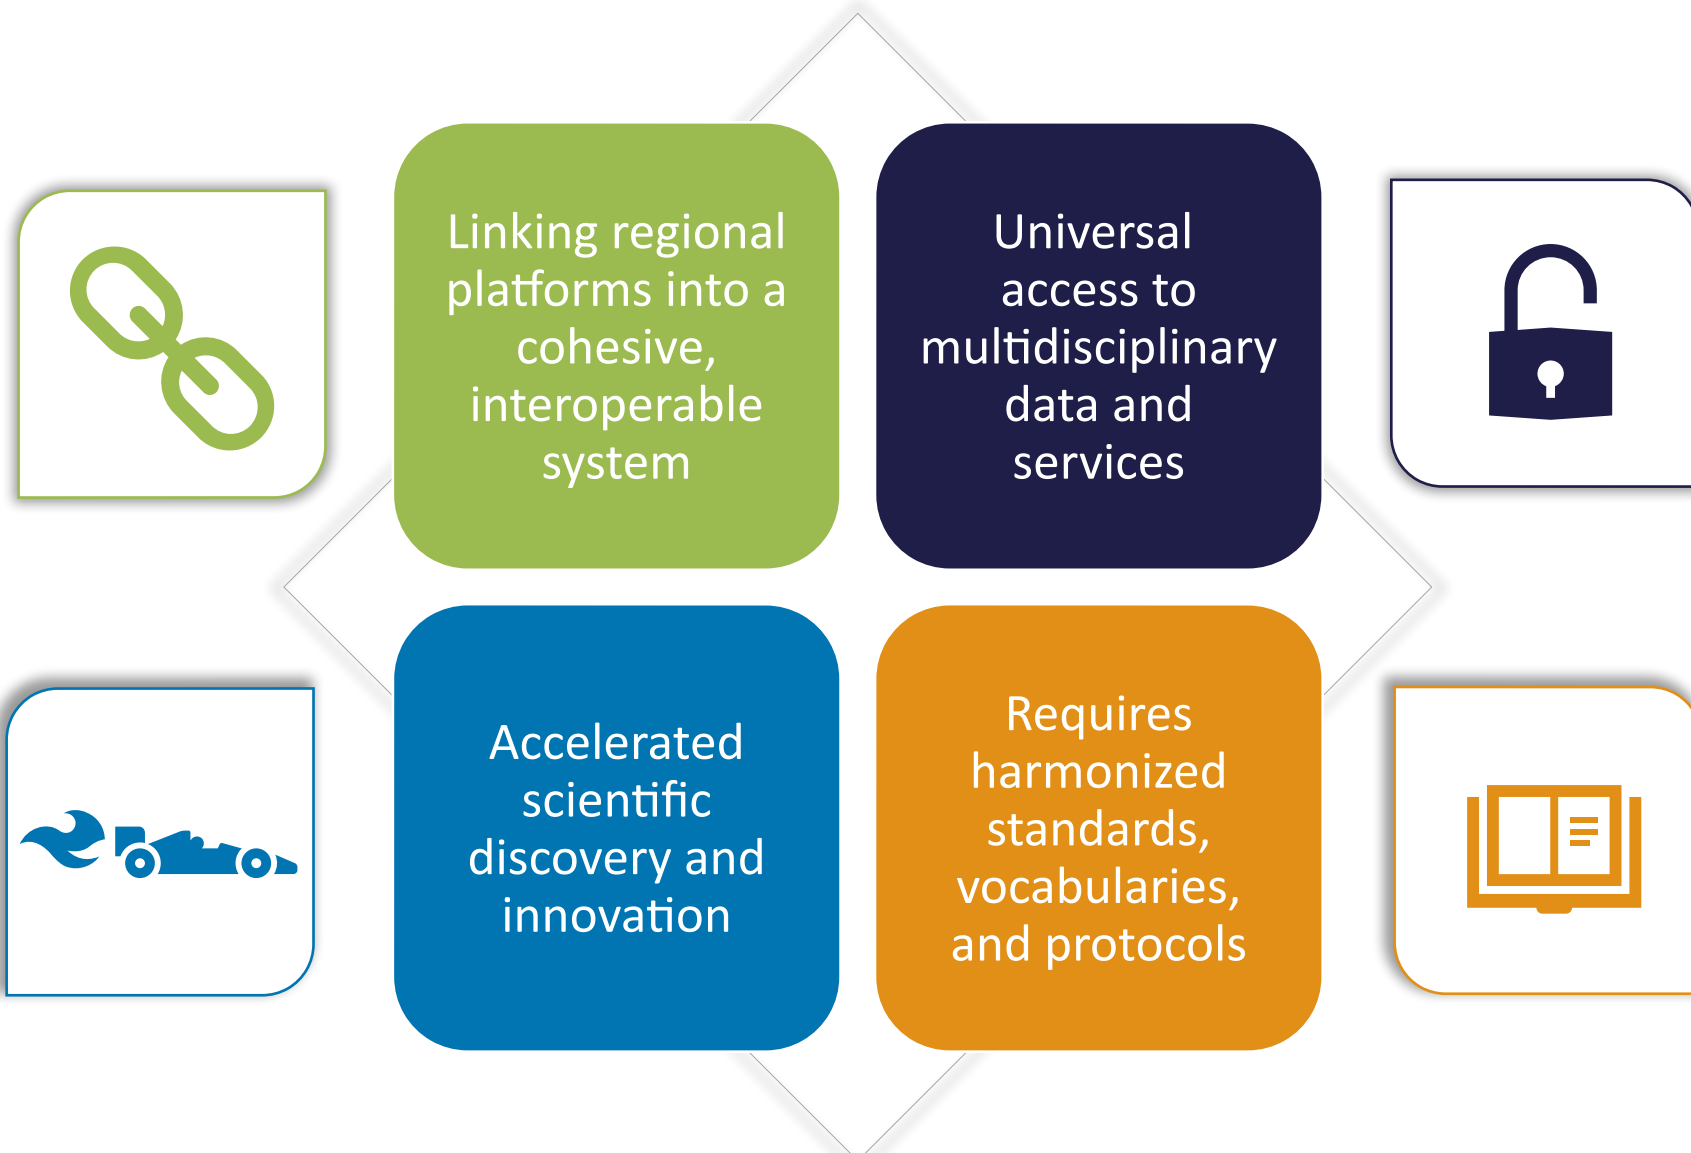 Linking regional
platforms into a
cohesive,
interoperable
system
Universal
access to
multidisciplinary
data and
services
Accelerated
scientific
discovery and
innovation
Requires
harmonized
standards,
vocabularies,
and protocols